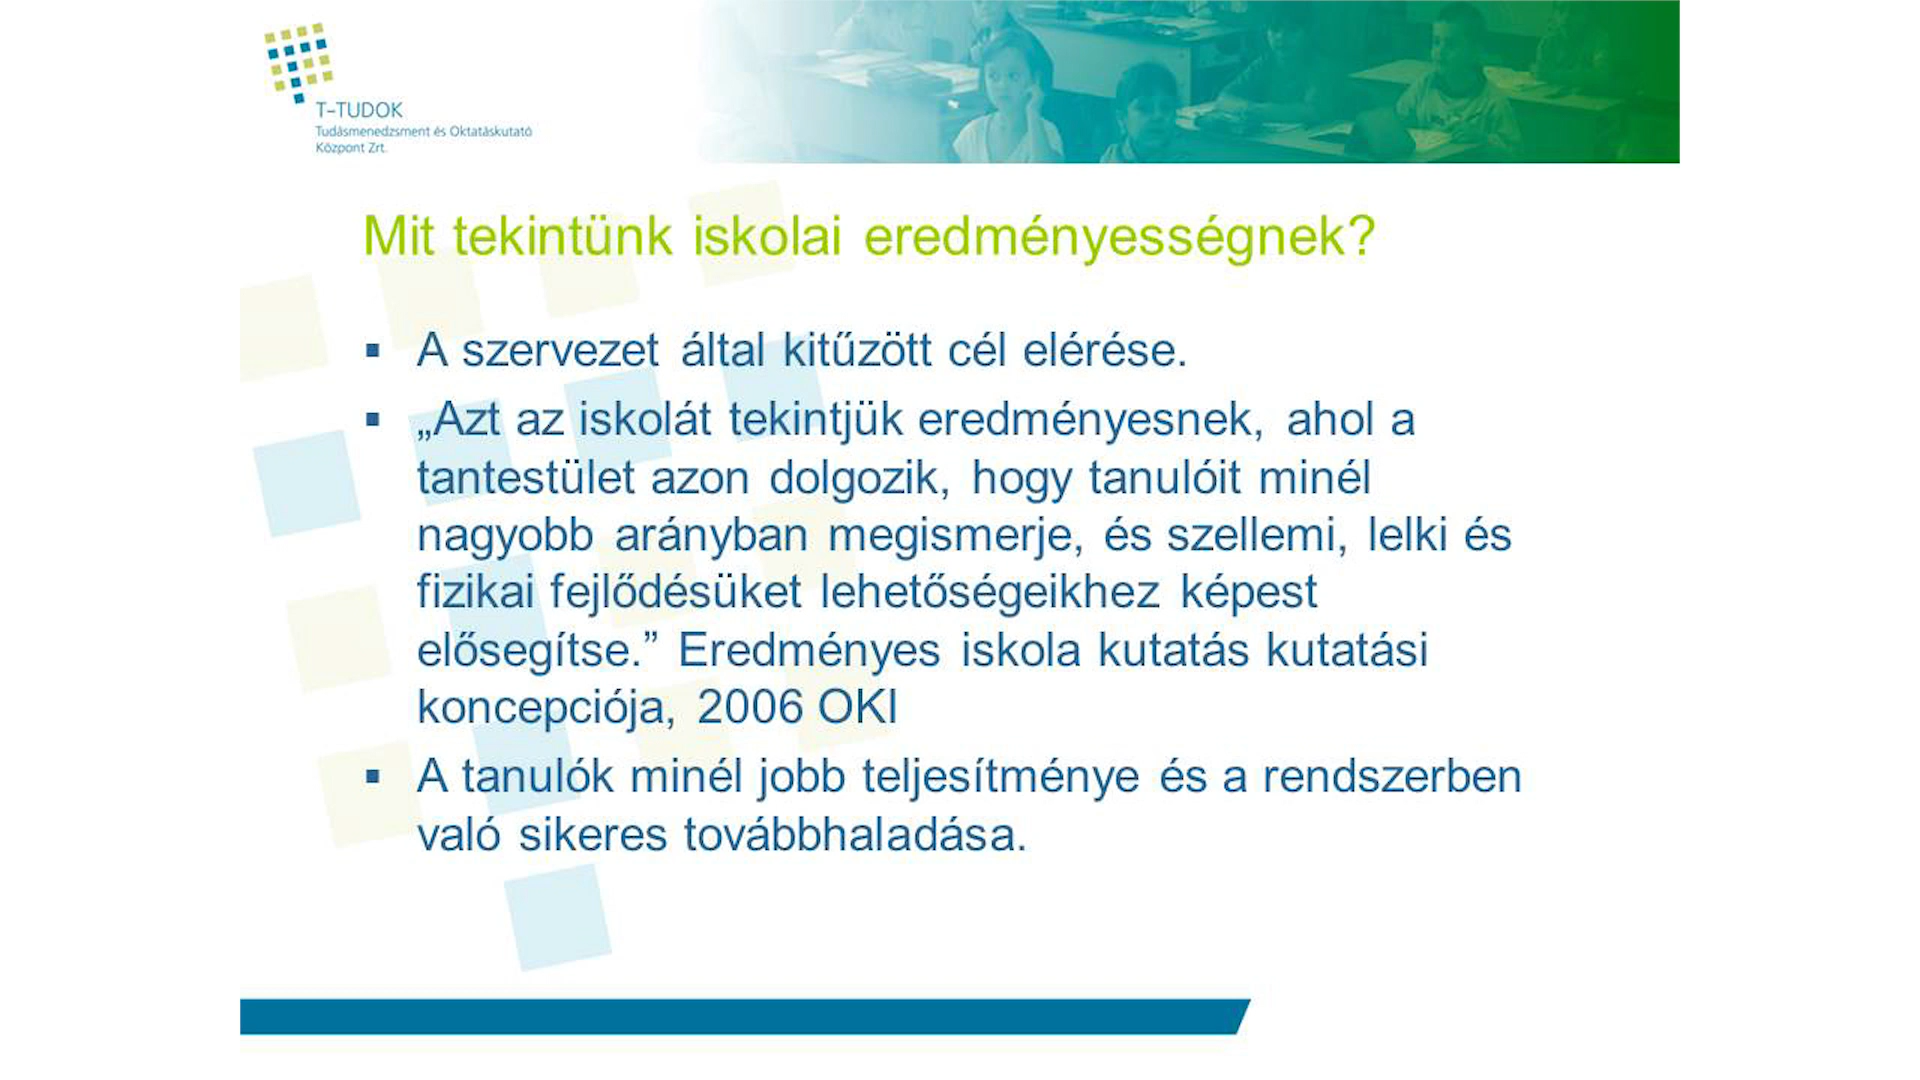 T-TUDOK
Tudásmenedzsment és Oktatáskutató
Központ Zrt.
Mit tekintünk iskolai eredményességnek?
▪ A szervezet által kitűzött cél elérése.
▪ „Azt az iskolát tekintjük eredményesnek, ahol a
tantestület azon dolgozik, hogy tanulóit minél
nagyobb arányban megismerje, és szellemi, lelki és
fizikai fejlődésüket lehetőségeikhez képest
elősegítse.” Eredményes iskola kutatás kutatási
koncepciója, 2006 OKI
▪ A tanulók minél jobb teljesítménye és a rendszerben
való sikeres továbbhaladása.